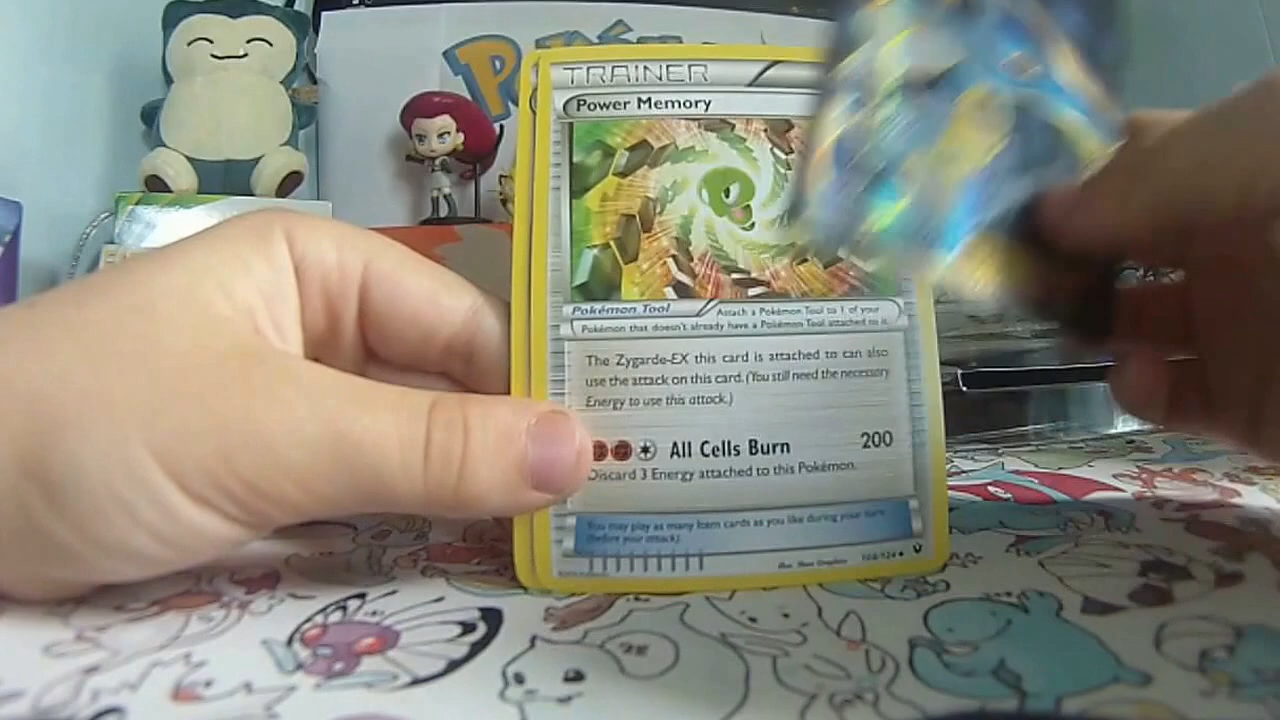 TRAINER
Power Memory
Pokémon Tool
Attach a Pokémon Tool to 1 of your
Pokémon that doesn't already have a Pokémon Tool attached to it.
The Zygarde-EX this card is attached to can also
use the attack on this card. (You still need the necessary
Energy to use this attack.)
All Cells Burn 200
Discard 3 Energy attached to this Pokémon.
You may play as many Item cards as you like during your turn
(before your attack).